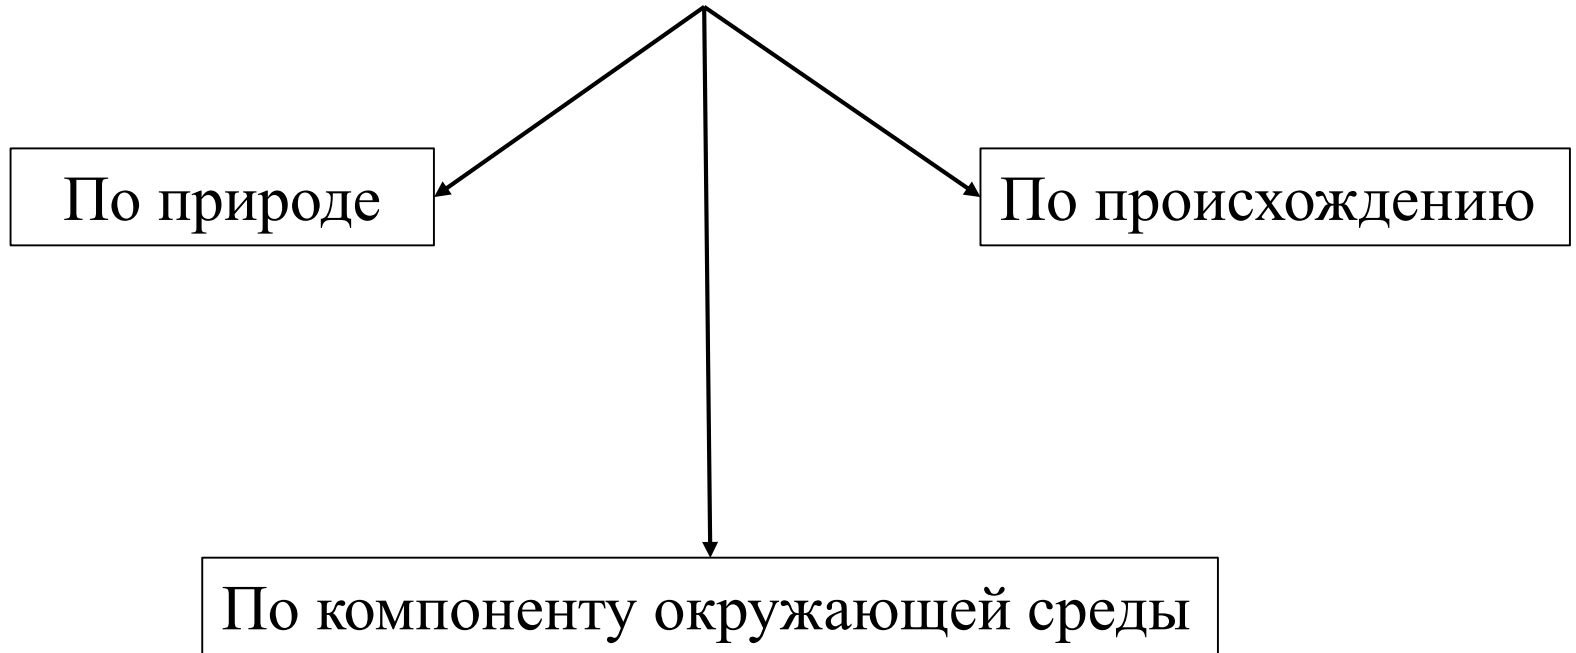 По природе
По происхождению
По компоненту окружающей среды